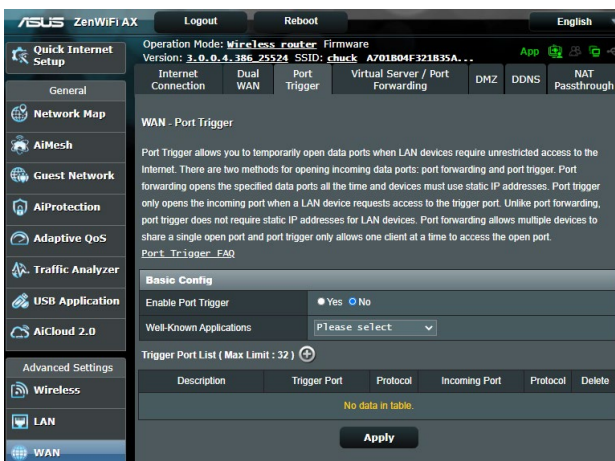 ASUS ZenWiFi AX Logout Reboot English
Quick Internet Setup
Operation Mode: Wireless router Firmware
Version: 3.0.0.4.386_25524 SSID: chuck A701B04F321B35A...
App
General
Network Map
AiMesh
Guest Network
AiProtection
Adaptive QoS
Traffic Analyzer
USB Application
AiCloud 2.0
Advanced Settings
Wireless
LAN
WAN
Internet Connection
Dual WAN
Port Trigger
Virtual Server / Port Forwarding
DMZ
DDNS
NAT Passthrough
WAN - Port Trigger
Port Trigger allows you to temporarily open data ports when LAN devices require unrestricted access to the
Internet. There are two methods for opening incoming data ports: port forwarding and port trigger. Port
forwarding opens the specified data ports all the time and devices must use static IP addresses. Port trigger
only opens the incoming port when a LAN device requests access to the trigger port. Unlike port forwarding,
port trigger does not require static IP addresses for LAN devices. Port forwarding allows multiple devices to
share a single open port and port trigger only allows one client at a time to access the open port.
Port Trigger FAQ
Basic Config
Enable Port Trigger Yes No
Well-Known Applications Please select
Trigger Port List ( Max Limit : 32 )
Description Trigger Port Protocol Incoming Port Protocol Delete
No data in table.
Apply